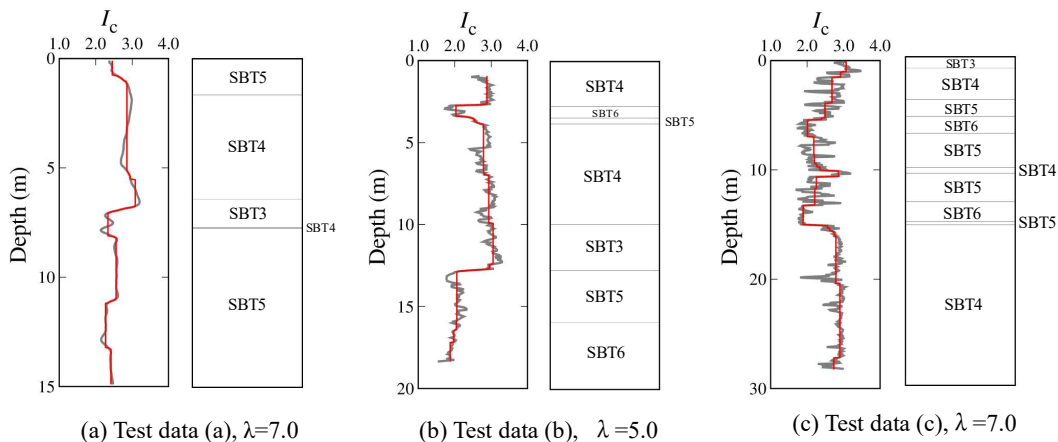 I_c
1.0 2.0 3.0 4.0
0
5
10
15
Depth (m)
SBT5
SBT4
SBT3
SBT4
SBT5
(a) Test data (a), λ=7.0
I_c
1.0 2.0 3.0 4.0
0
5
10
15
20
Depth (m)
SBT4
SBT6
SBT5
SBT4
SBT3
SBT5
SBT6
(b) Test data (b), λ =5.0
I_c
1.0 2.0 3.0 4.0
0
10
20
30
Depth (m)
SBT3
SBT4
SBT5
SBT6
SBT5
SBT4
SBT5
SBT6
SBT5
SBT4
(c) Test data (c), λ =7.0